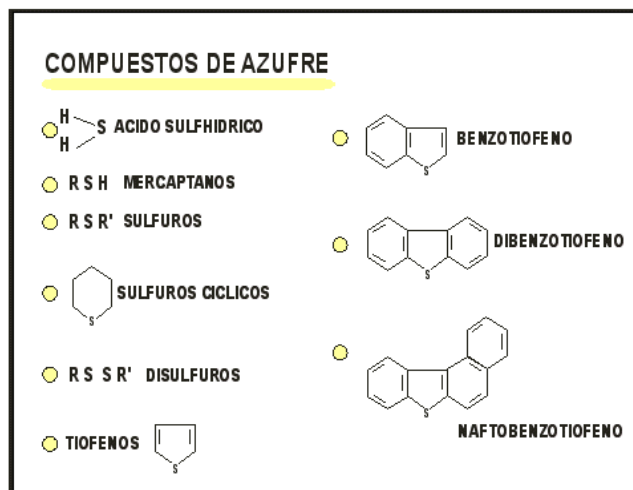 COMPUESTOS DE AZUFRE
H
H S ACIDO SULFHIDRICO
R S H MERCAPTANOS
R S R' SULFUROS
S SULFUROS CICLICOS
R S S R' DISULFUROS
TIOFENOS S
S BENZOTIOFENO
S DIBENZOTIOFENO
S
NAFTOBENZOTIOFENO